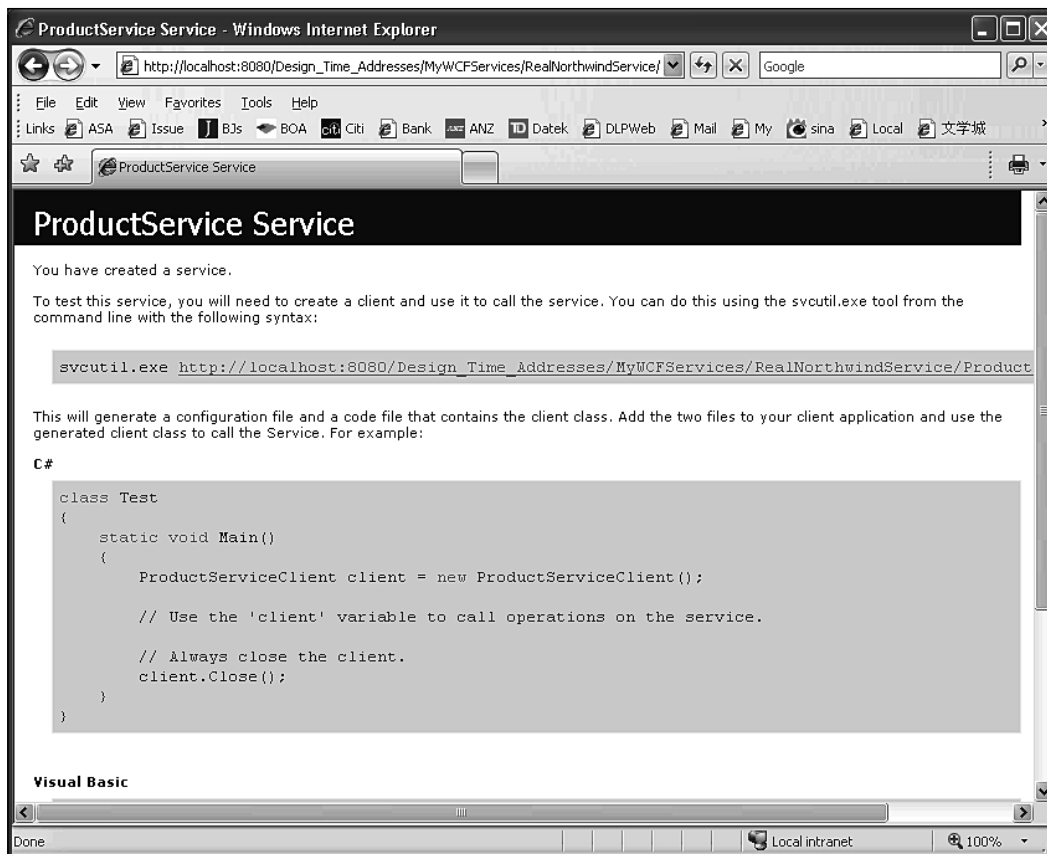 ProductService Service - Windows Internet Explorer
http://localhost:8080/Design_Time_Addresses/MyWCFServices/RealNorthwindService/
Google
File Edit View Favorites Tools Help
Links ASA Issue J BJs BOA citi Citi Bank ANZ ANZ TD Datek DLPWeb Mail My sina Local 文学城
ProductService Service
ProductService Service
You have created a service.
To test this service, you will need to create a client and use it to call the service. You can do this using the svcutil.exe tool from the
command line with the following syntax:
svcutil.exe http://localhost:8080/Design_Time_Addresses/MyWCFServices/RealNorthwindService/Product
This will generate a configuration file and a code file that contains the client class. Add the two files to your client application and use the
generated client class to call the Service. For example:
C#
class Test
{
static void Main()
{
ProductServiceClient client = new ProductServiceClient();
// Use the 'client' variable to call operations on the service.
// Always close the client.
client.Close();
}
}
Visual Basic
Done Local intranet 100%